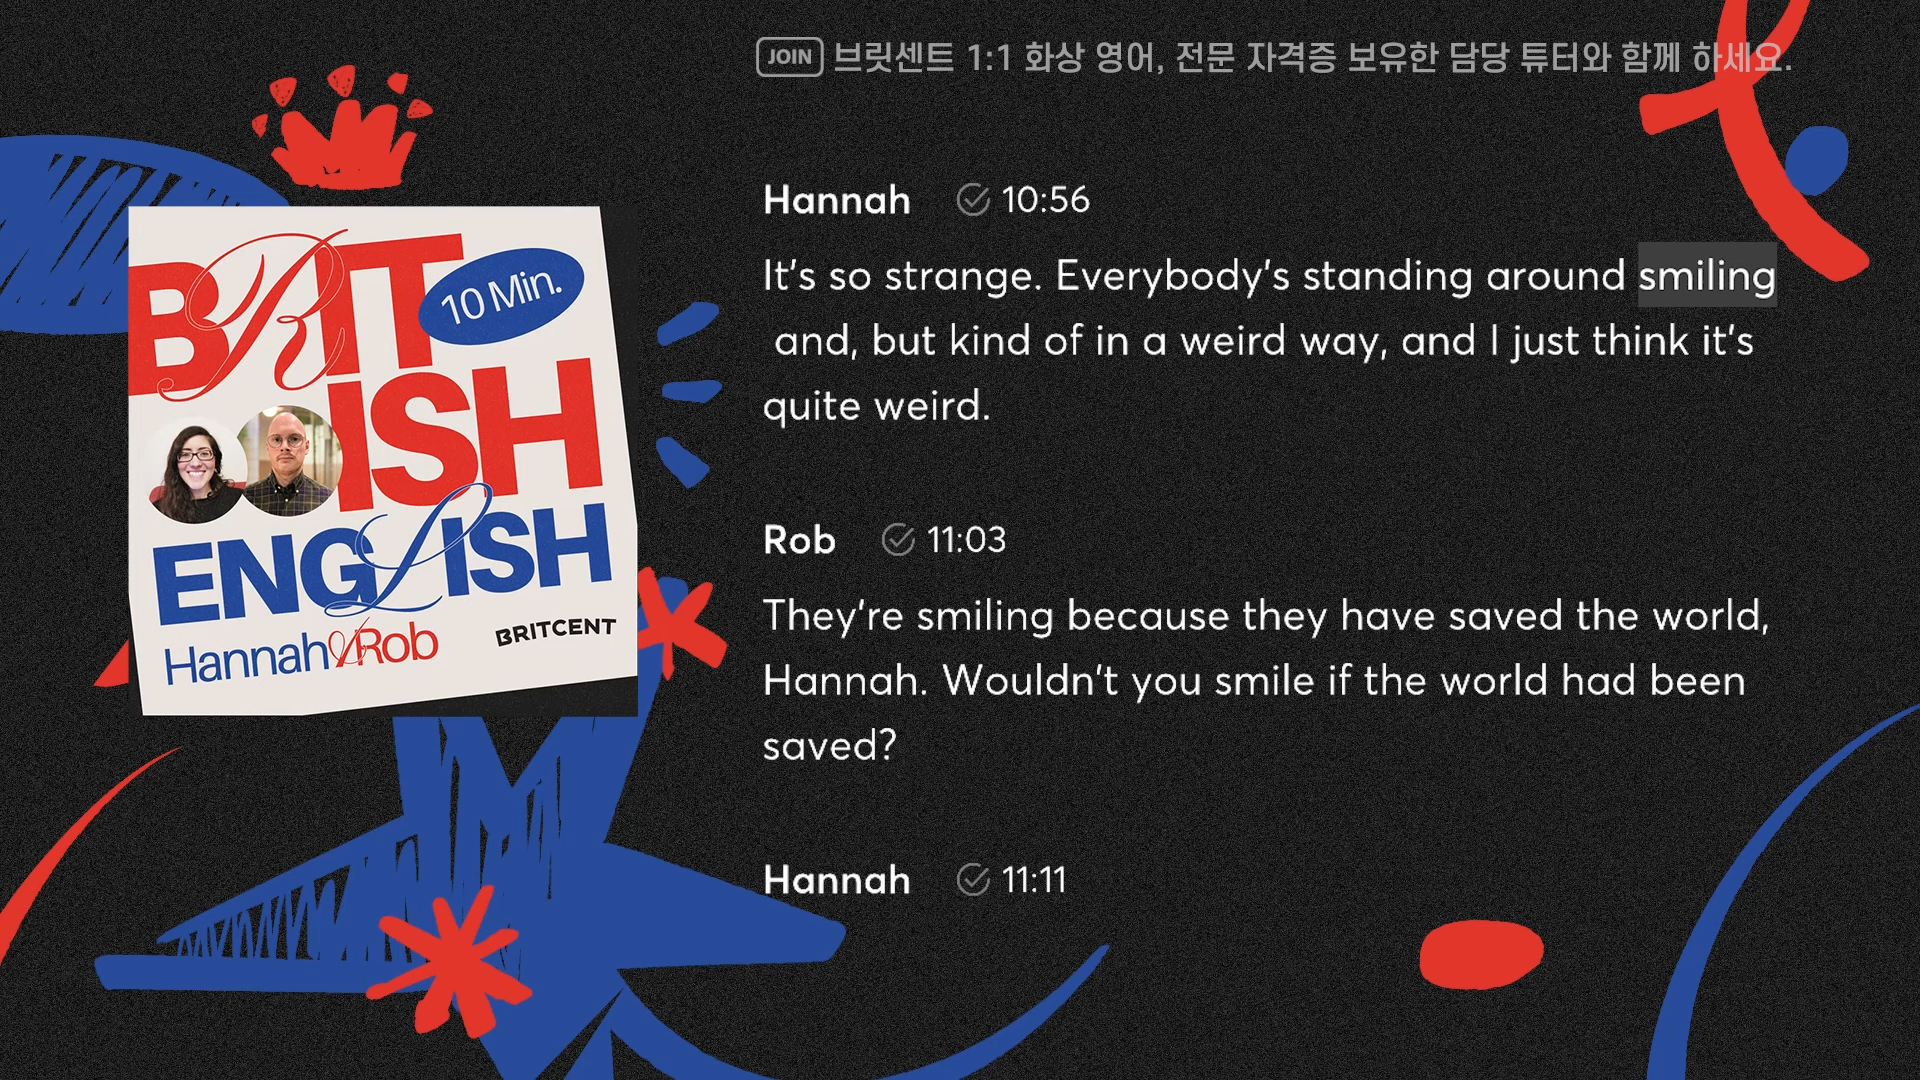 JOIN 브릿센트 1:1 화상 영어, 전문 자격증 보유한 담당 튜터와 함께 하세요.
BRITISH
10 Min.
ENGLISH
Hannah & Rob
BRITCENT
Hannah 10:56
It's so strange. Everybody's standing around smiling
and, but kind of in a weird way, and I just think it's
quite weird.
Rob 11:03
They're smiling because they have saved the world,
Hannah. Wouldn't you smile if the world had been
saved?
Hannah 11:11